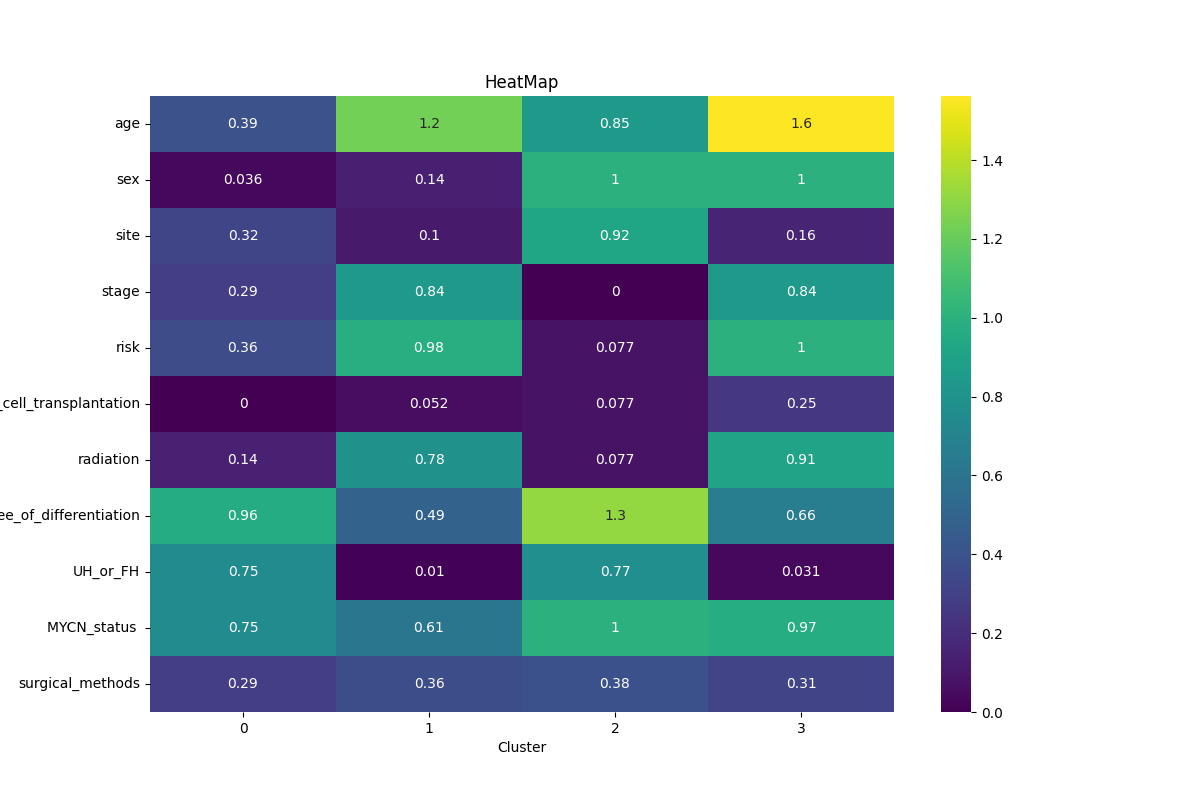 HeatMap
age 0.39 1.2 0.85 1.6
sex 0.036 0.14 1 1
site 0.32 0.1 0.92 0.16
stage 0.29 0.84 0 0.84
risk 0.36 0.98 0.077 1
_cell_transplantation 0 0.052 0.077 0.25
radiation 0.14 0.78 0.077 0.91
ee_of_differentiation 0.96 0.49 1.3 0.66
UH_or_FH 0.75 0.01 0.77 0.031
MYCN_status 0.75 0.61 1 0.97
surgical_methods 0.29 0.36 0.38 0.31
0 1 2 3
Cluster
1.4
1.2
1.0
0.8
0.6
0.4
0.2
0.0